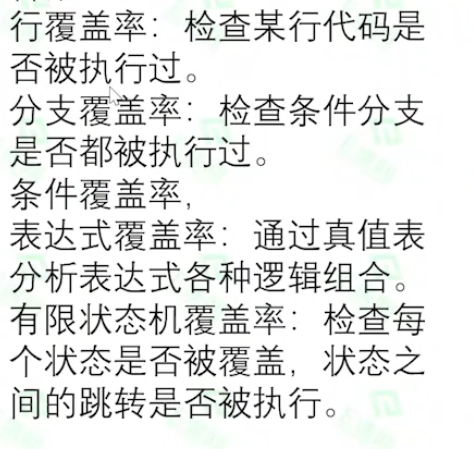 行覆盖率：检查某行代码是
否被执行过。
分支覆盖率：检查条件分支
是否都被执行过。
条件覆盖率，
表达式覆盖率：通过真值表
分析表达式各种逻辑组合。
有限状态机覆盖率：检查每
个状态是否被覆盖，状态之
间的跳转是否被执行。